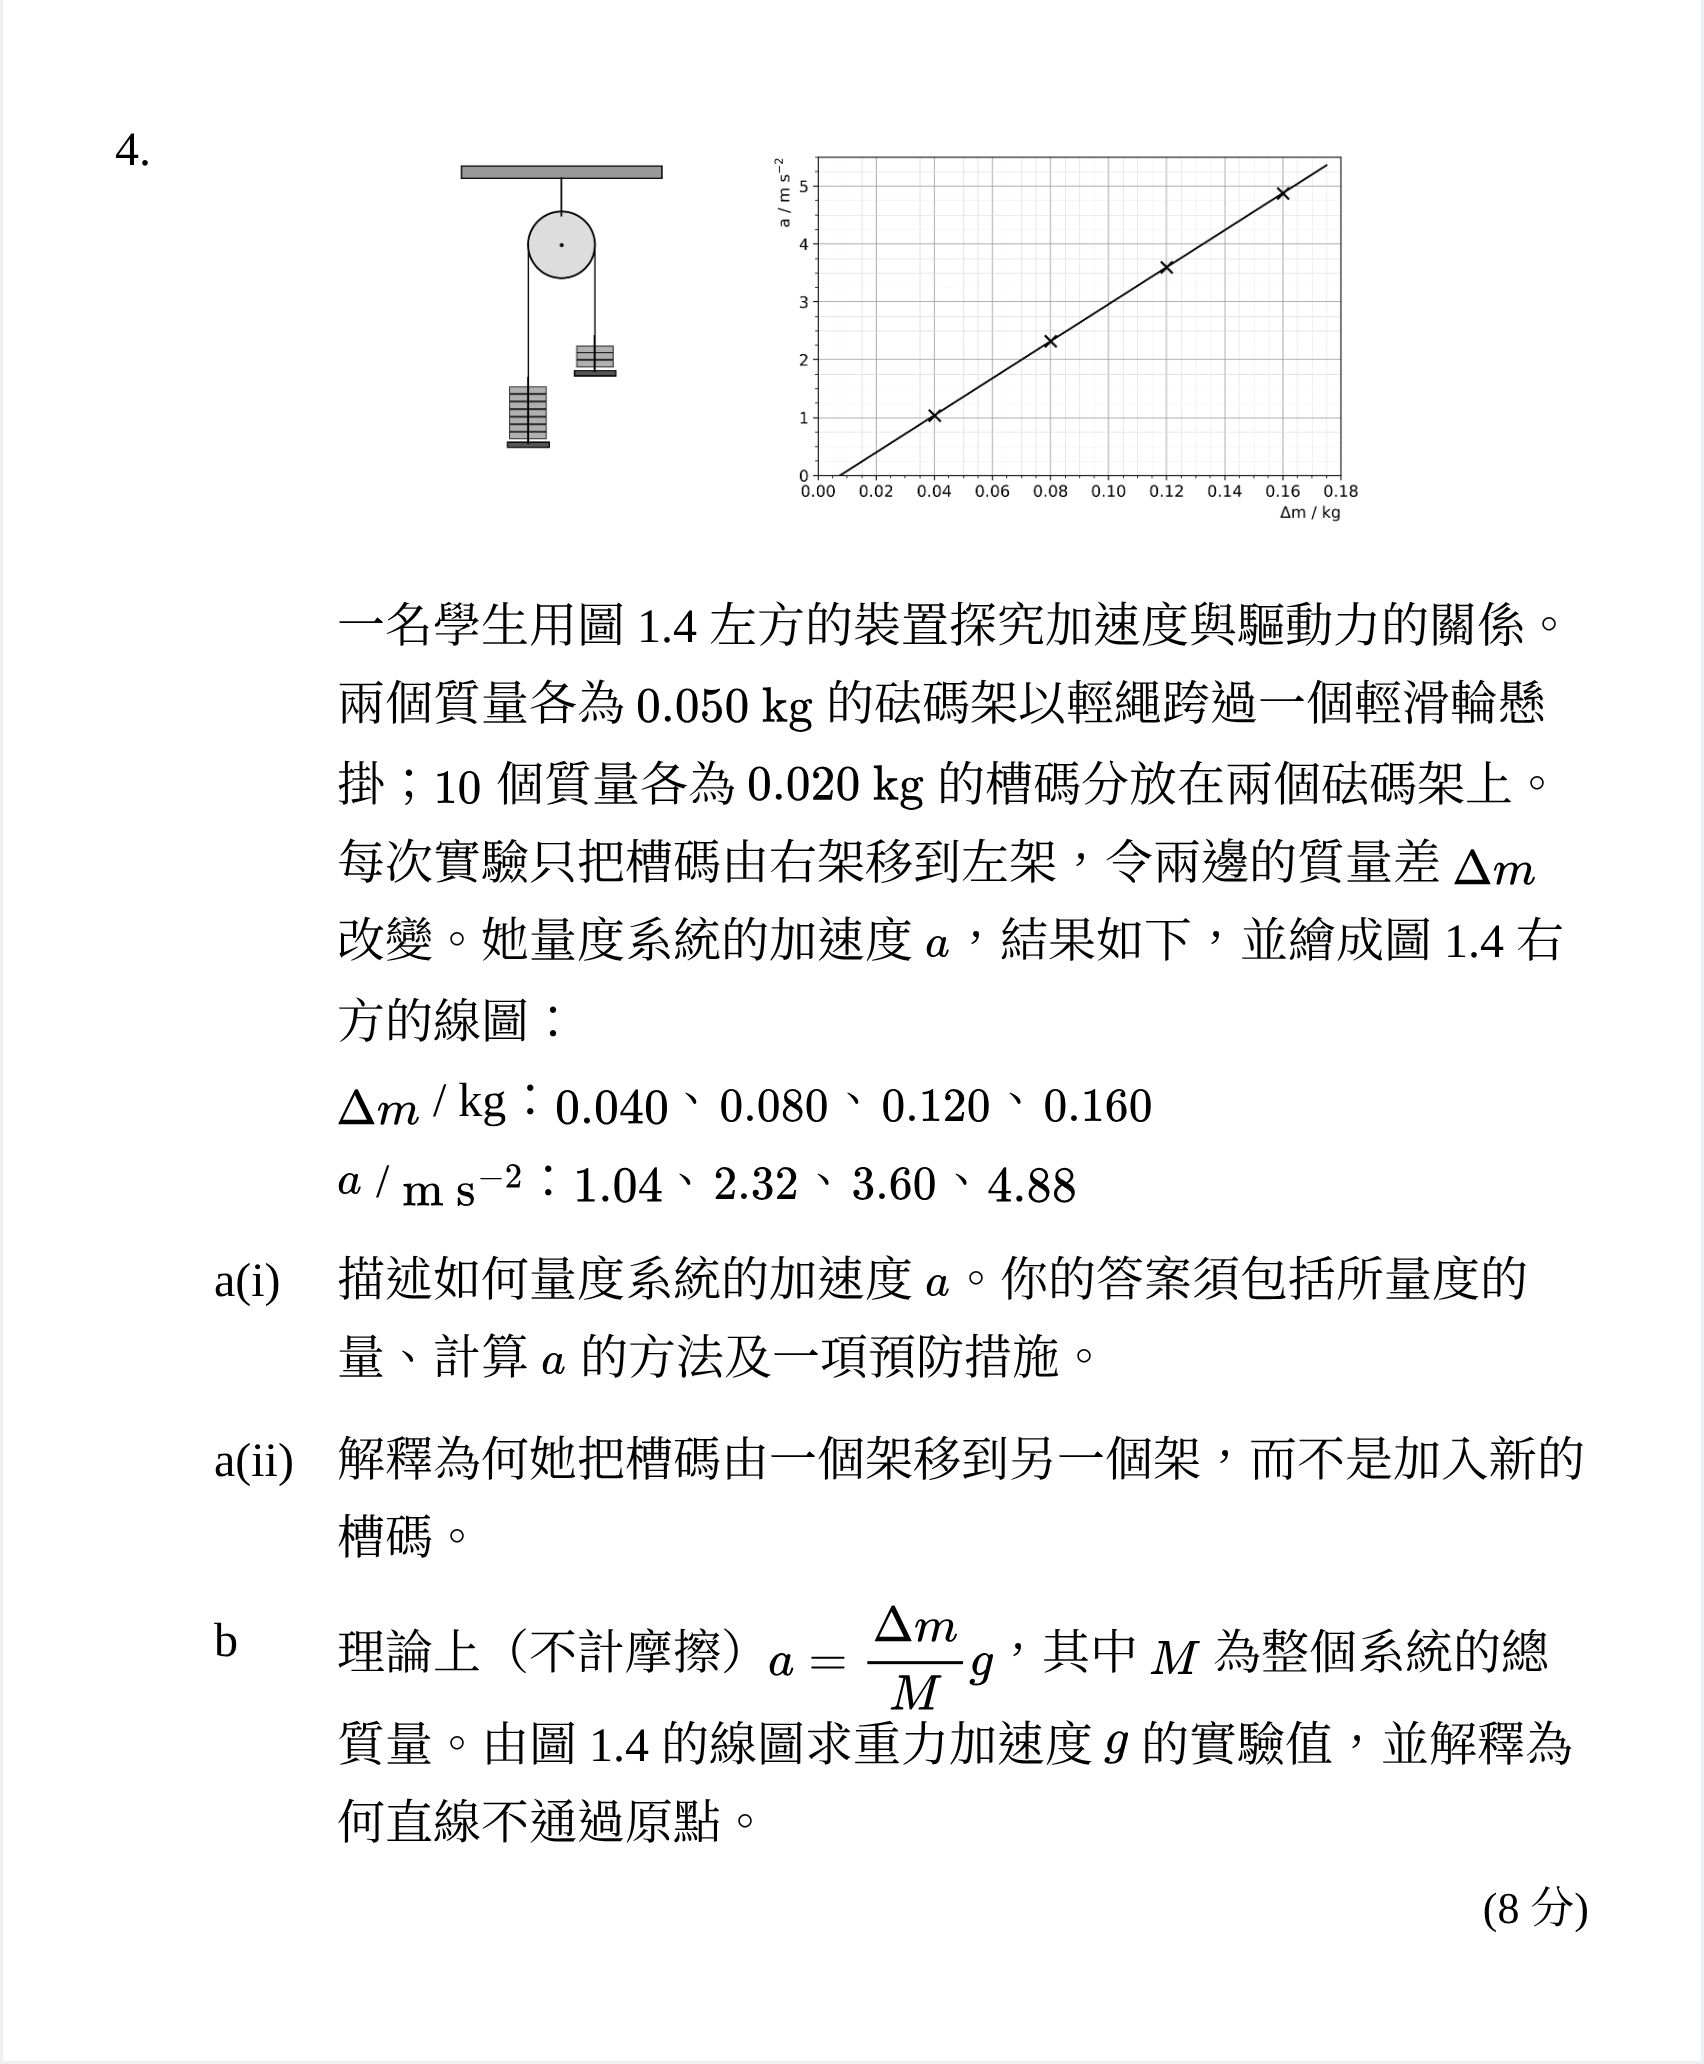 4.
a / m s⁻²
5
4
3
2
1
0
0.00 0.02 0.04 0.06 0.08 0.10 0.12 0.14 0.16 0.18
Δm / kg
一名學生用圖 1.4 左方的裝置探究加速度與驅動力的關係。
兩個質量各為 0.050 kg 的砝碼架以輕繩跨過一個輕滑輪懸
掛；10 個質量各為 0.020 kg 的槽碼分放在兩個砝碼架上。
每次實驗只把槽碼由右架移到左架，令兩邊的質量差 Δm
改變。她量度系統的加速度 a，結果如下，並繪成圖 1.4 右
方的線圖：
Δm / kg：0.040、0.080、0.120、0.160
a / m s⁻²：1.04、2.32、3.60、4.88
a(i) 描述如何量度系統的加速度 a。你的答案須包括所量度的
量、計算 a 的方法及一項預防措施。
a(ii) 解釋為何她把槽碼由一個架移到另一個架，而不是加入新的
槽碼。
b 理論上（不計摩擦）a = Δm/M g，其中 M 為整個系統的總
質量。由圖 1.4 的線圖求重力加速度 g 的實驗值，並解釋為
何直線不通過原點。
(8 分)